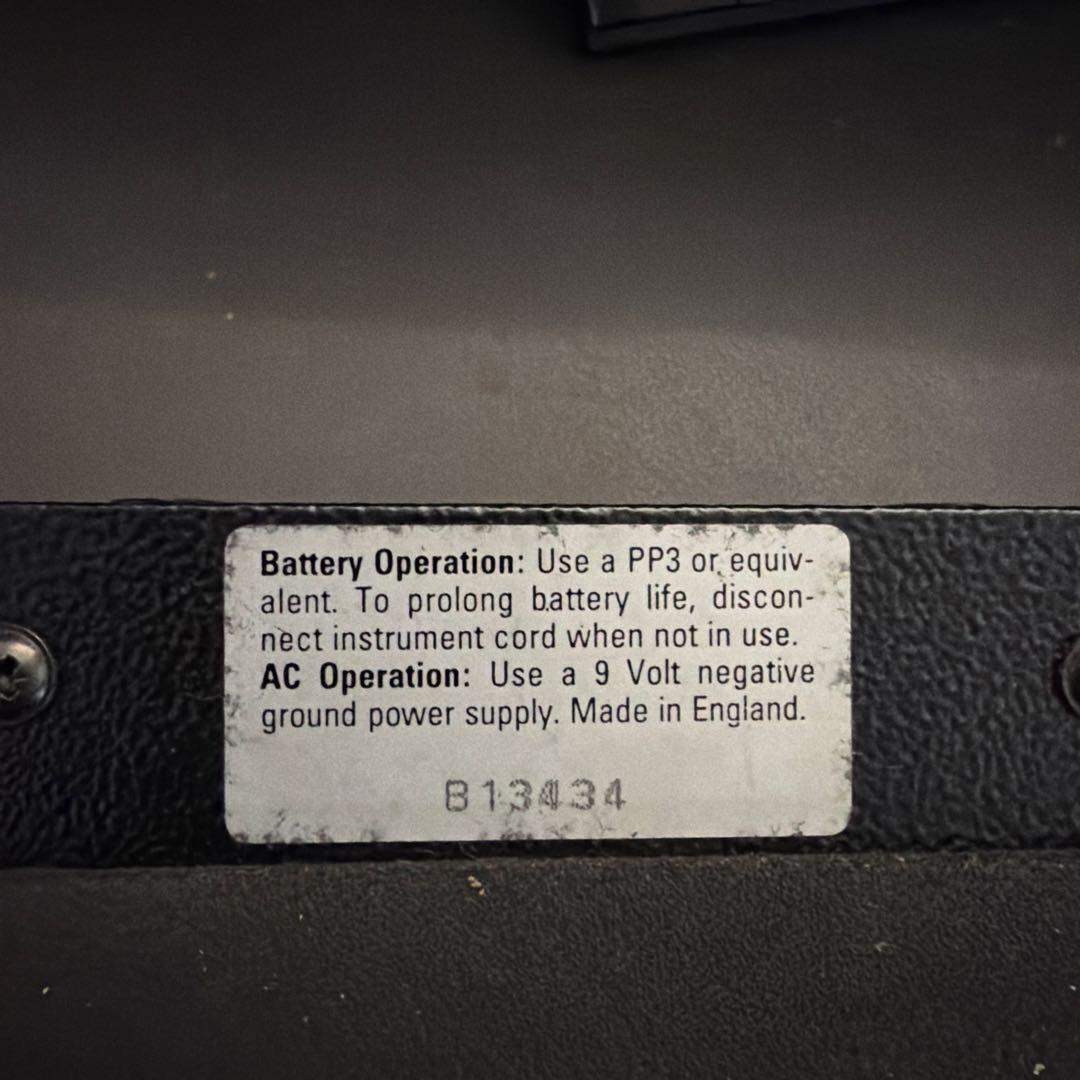 Battery Operation: Use a PP3 or equiv-
alent. To prolong battery life, discon-
nect instrument cord when not in use.
AC Operation: Use a 9 Volt negative
ground power supply. Made in England.
B13434